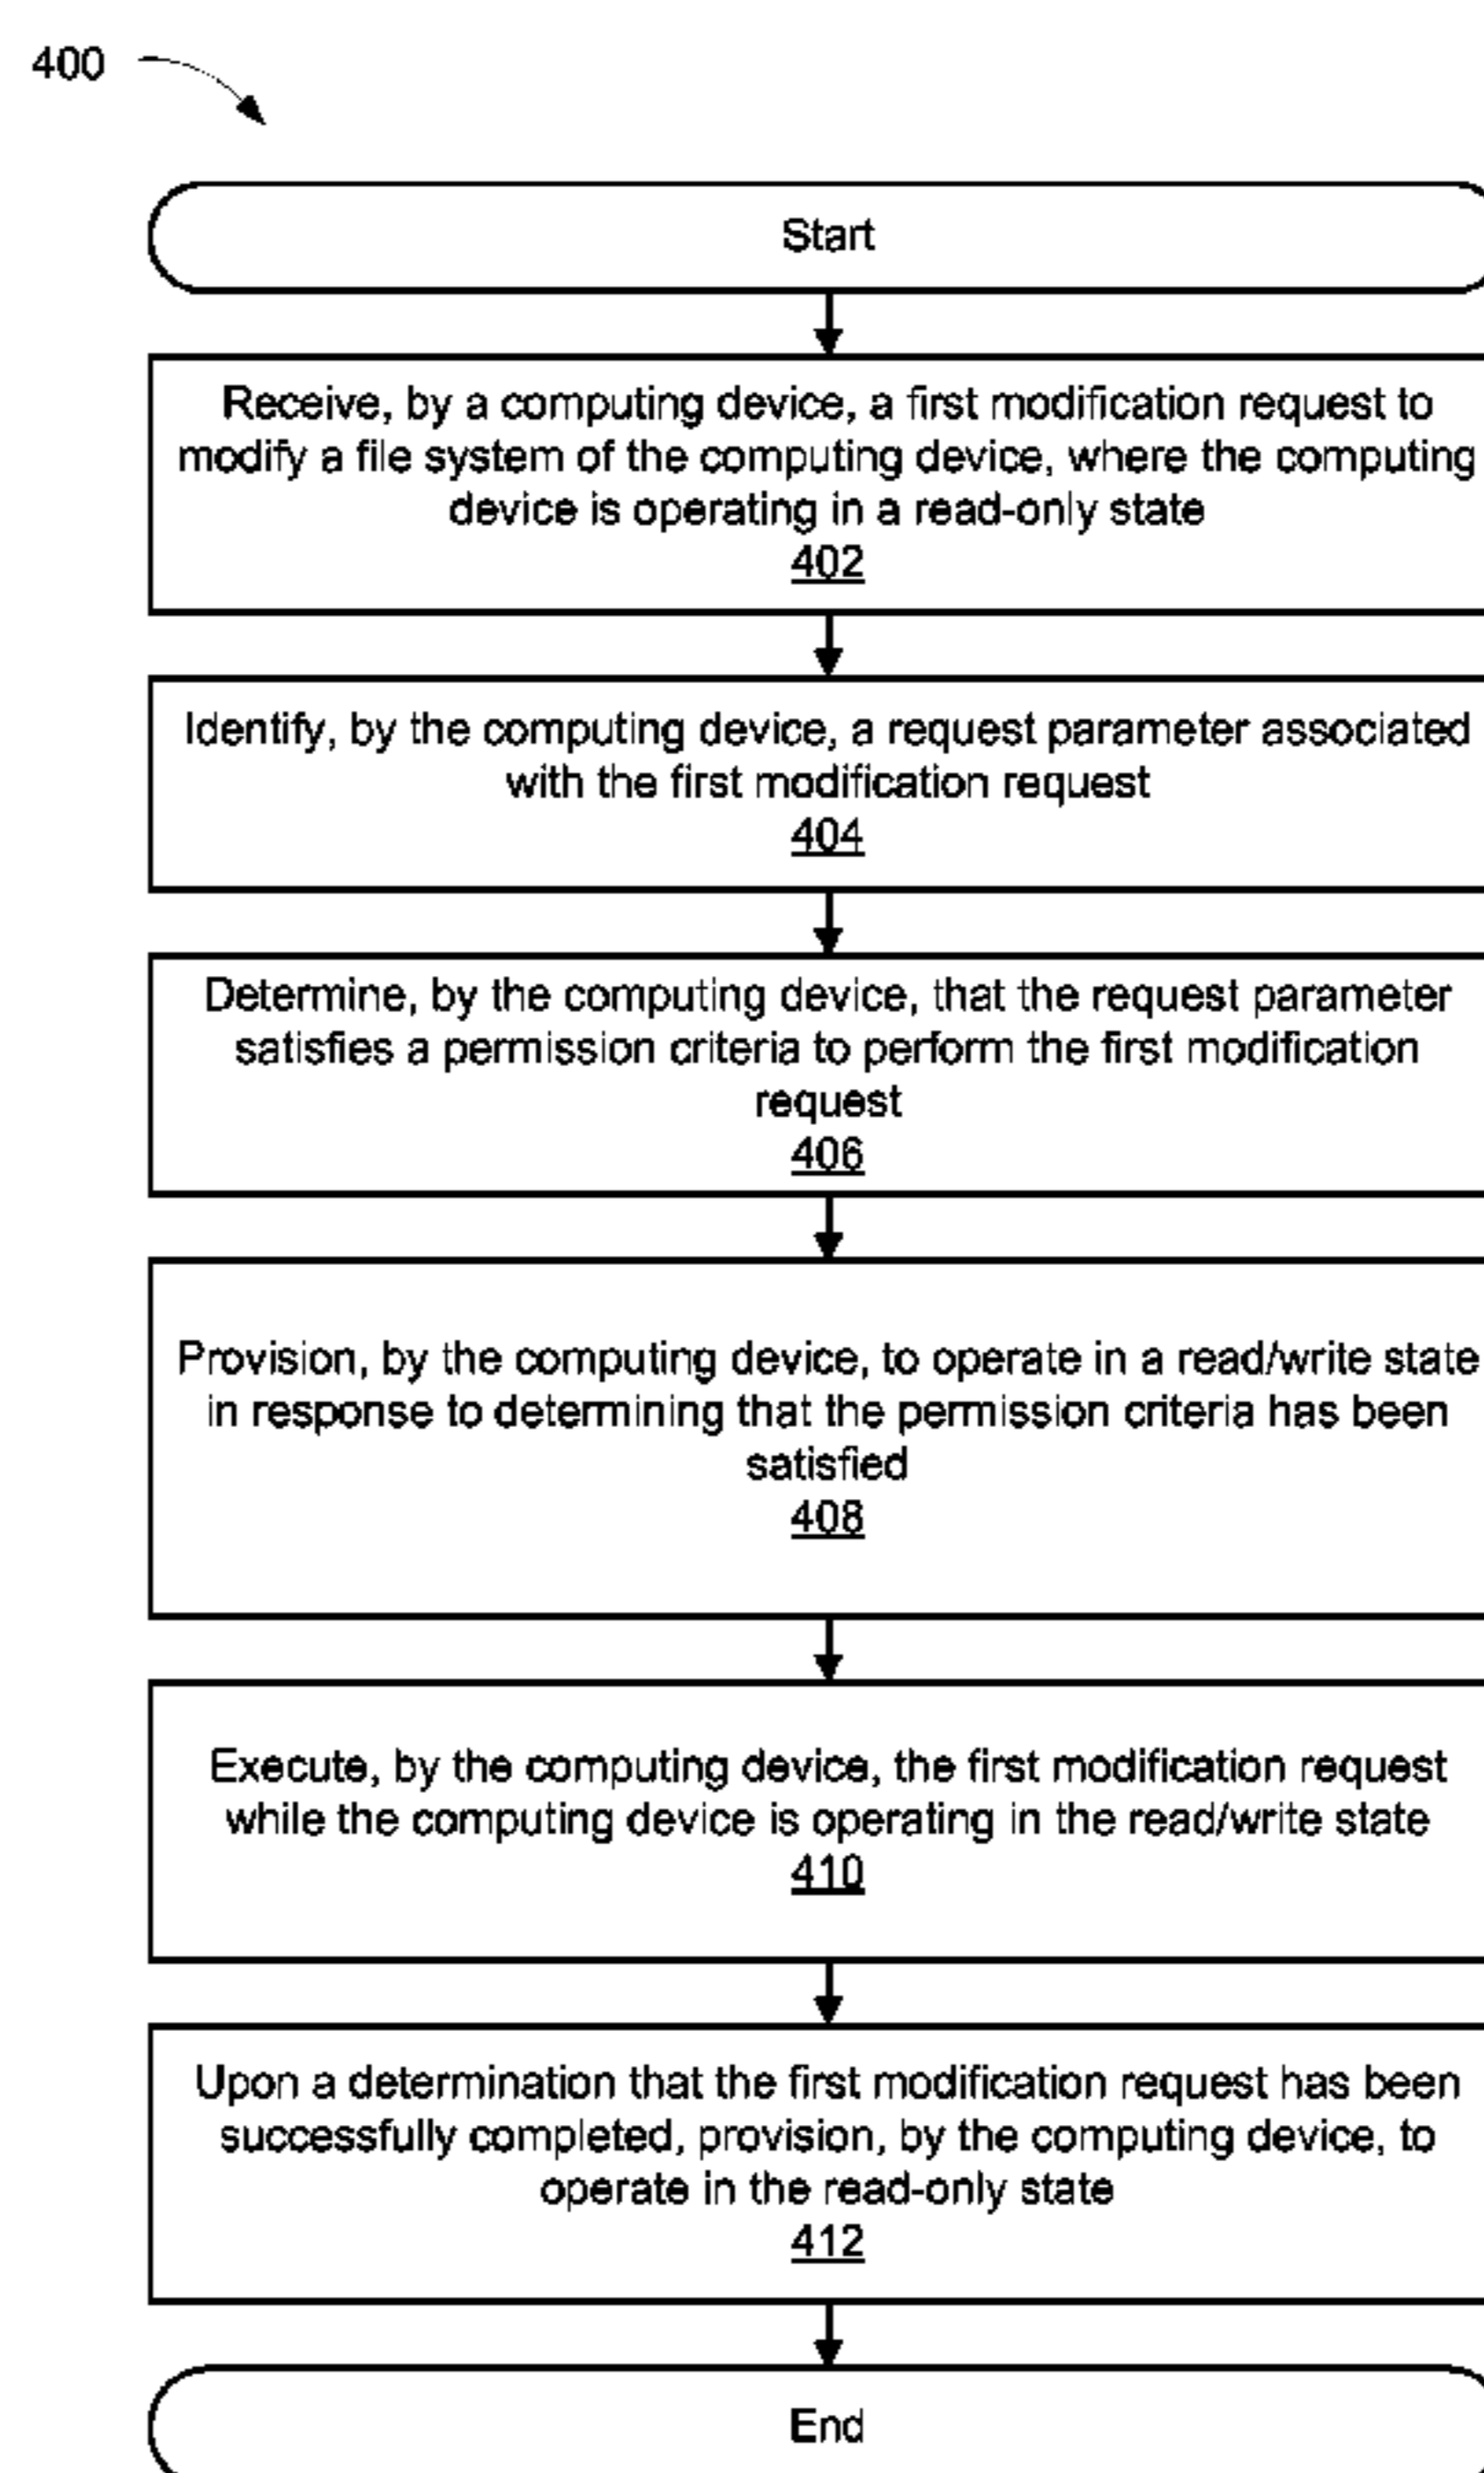 400
Start
Receive, by a computing device, a first modification request to
modify a file system of the computing device, where the computing
device is operating in a read-only state
402
Identify, by the computing device, a request parameter associated
with the first modification request
404
Determine, by the computing device, that the request parameter
satisfies a permission criteria to perform the first modification
request
406
Provision, by the computing device, to operate in a read/write state
in response to determining that the permission criteria has been
satisfied
408
Execute, by the computing device, the first modification request
while the computing device is operating in the read/write state
410
Upon a determination that the first modification request has been
successfully completed, provision, by the computing device, to
operate in the read-only state
412
End